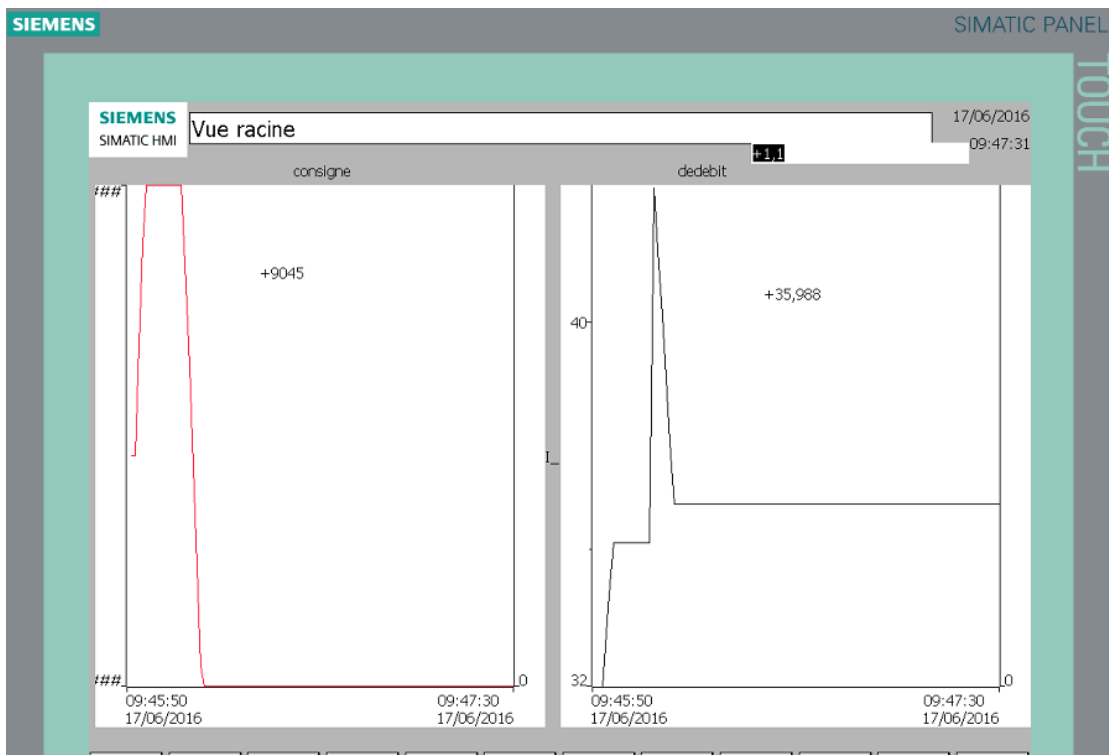 SIEMENS
SIMATIC PANEL
TOUCH
SIEMENS
SIMATIC HMI
Vue racine
17/06/2016
09:47:31
+1,1
consigne
dedebit
###
+9045
+35,988
40
I_
###
0
32
0
09:45:50
17/06/2016
09:47:30
17/06/2016
09:45:50
17/06/2016
09:47:30
17/06/2016